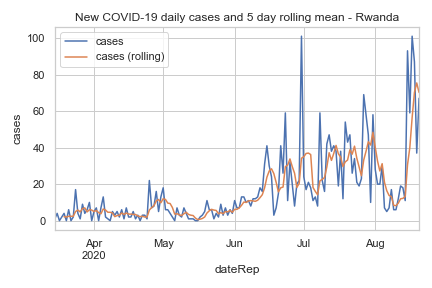 New COVID-19 daily cases and 5 day rolling mean - Rwanda
cases
cases (rolling)
100
80
60
40
20
0
cases
Apr
2020
May
Jun
Jul
Aug
dateRep